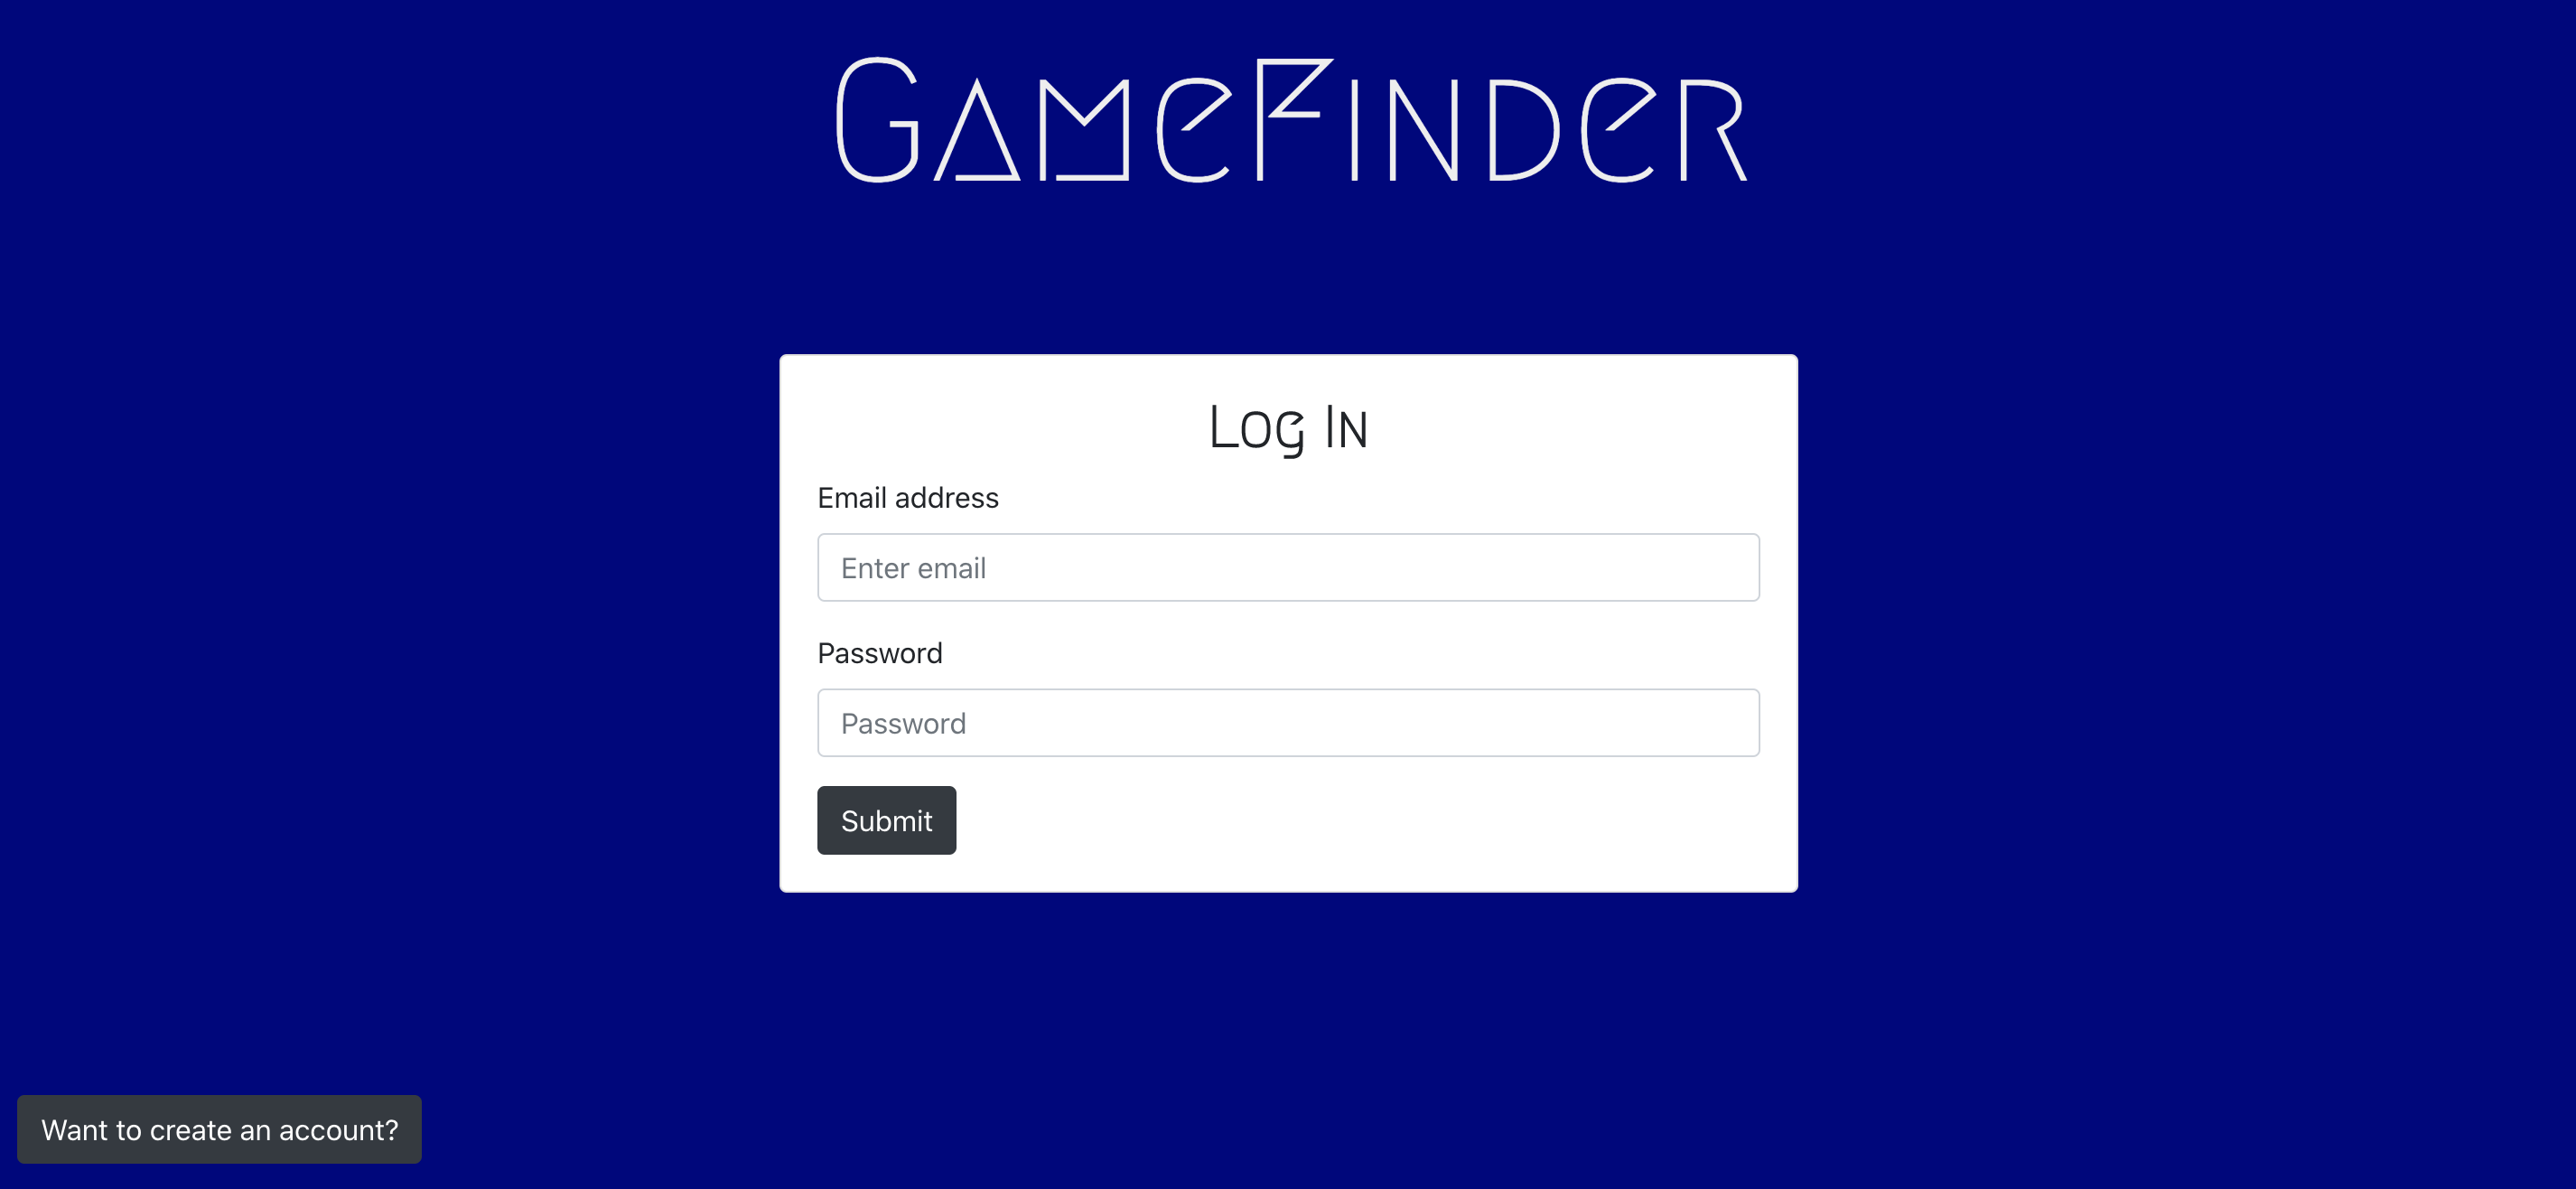 GameFinder
Log In
Email address
Enter email
Password
Password
Submit
Want to create an account?